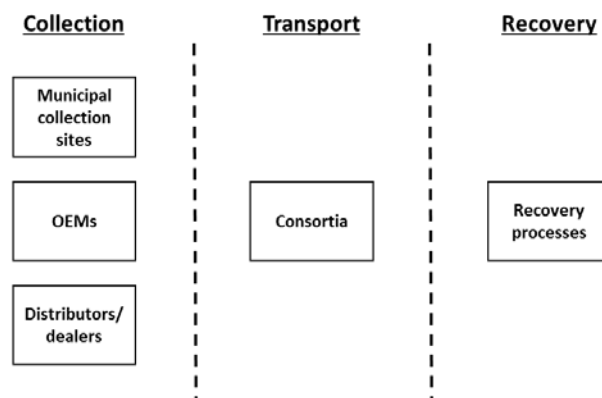 Collection
Transport
Recovery
Municipal
collection
sites
OEMs
Consortia
Recovery
processes
Distributors/
dealers